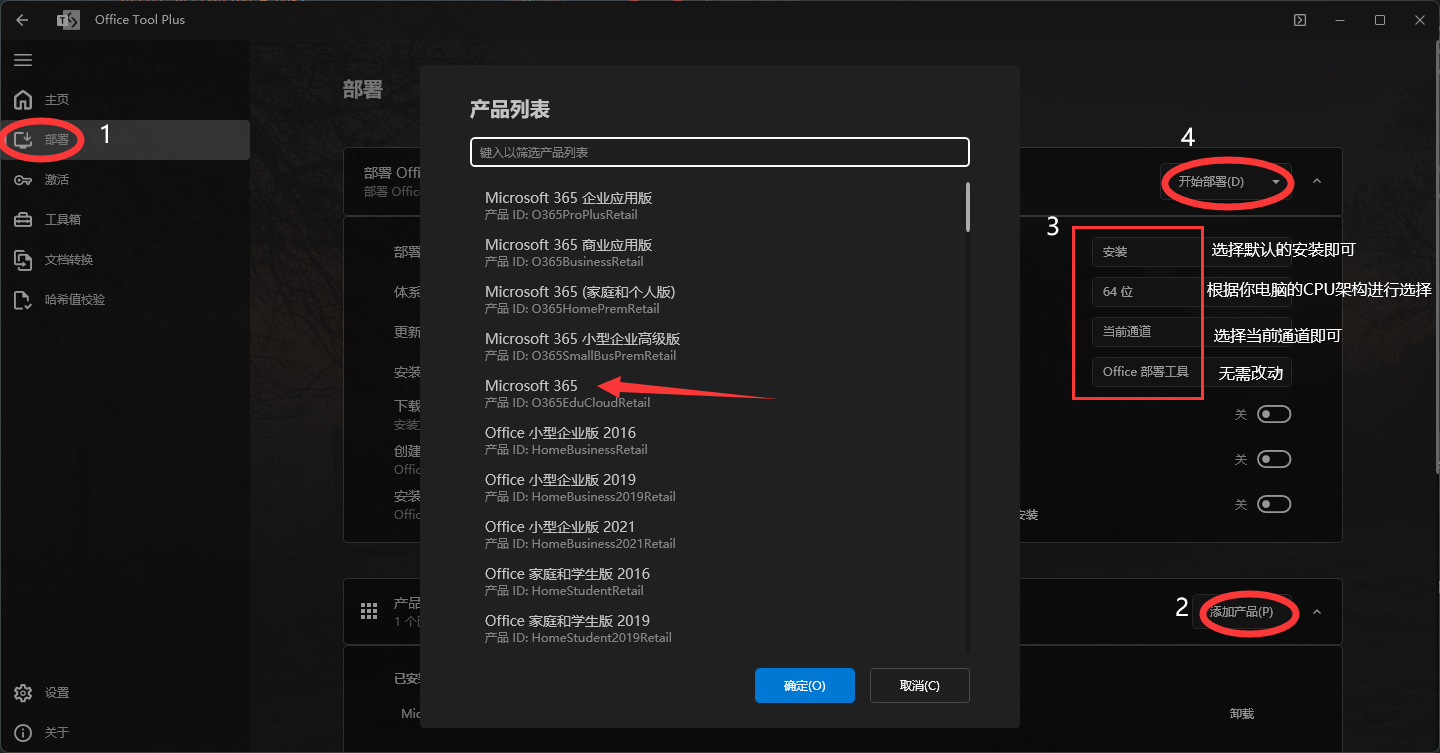 Office Tool Plus
主页
部署
1
激活
工具箱
文档转换
哈希值校验
设置
关于
部署
部署 Offi
部署 Office
4
开始部署(D)
3
部署
安装
选择默认的安装即可
体系
64 位
根据你电脑的CPU架构进行选择
更新
当前通道
选择当前通道即可
安装
Office 部署工具
无需改动
下载
安装
关
创建
Offic
关
安装
Offic
安装
关
产品
1 个已
2
添加产品(P)
已安装
Mic
卸载
产品列表
键入以筛选产品列表
Microsoft 365 企业应用版
产品 ID: O365ProPlusRetail
Microsoft 365 商业应用版
产品 ID: O365BusinessRetail
Microsoft 365 (家庭和个人版)
产品 ID: O365HomePremRetail
Microsoft 365 小型企业高级版
产品 ID: O365SmallBusPremRetail
Microsoft 365
产品 ID: O365EduCloudRetail
Office 小型企业版 2016
产品 ID: HomeBusinessRetail
Office 小型企业版 2019
产品 ID: HomeBusiness2019Retail
Office 小型企业版 2021
产品 ID: HomeBusiness2021Retail
Office 家庭和学生版 2016
产品 ID: HomeStudentRetail
Office 家庭和学生版 2019
产品 ID: HomeStudent2019Retail
确定(O)
取消(C)